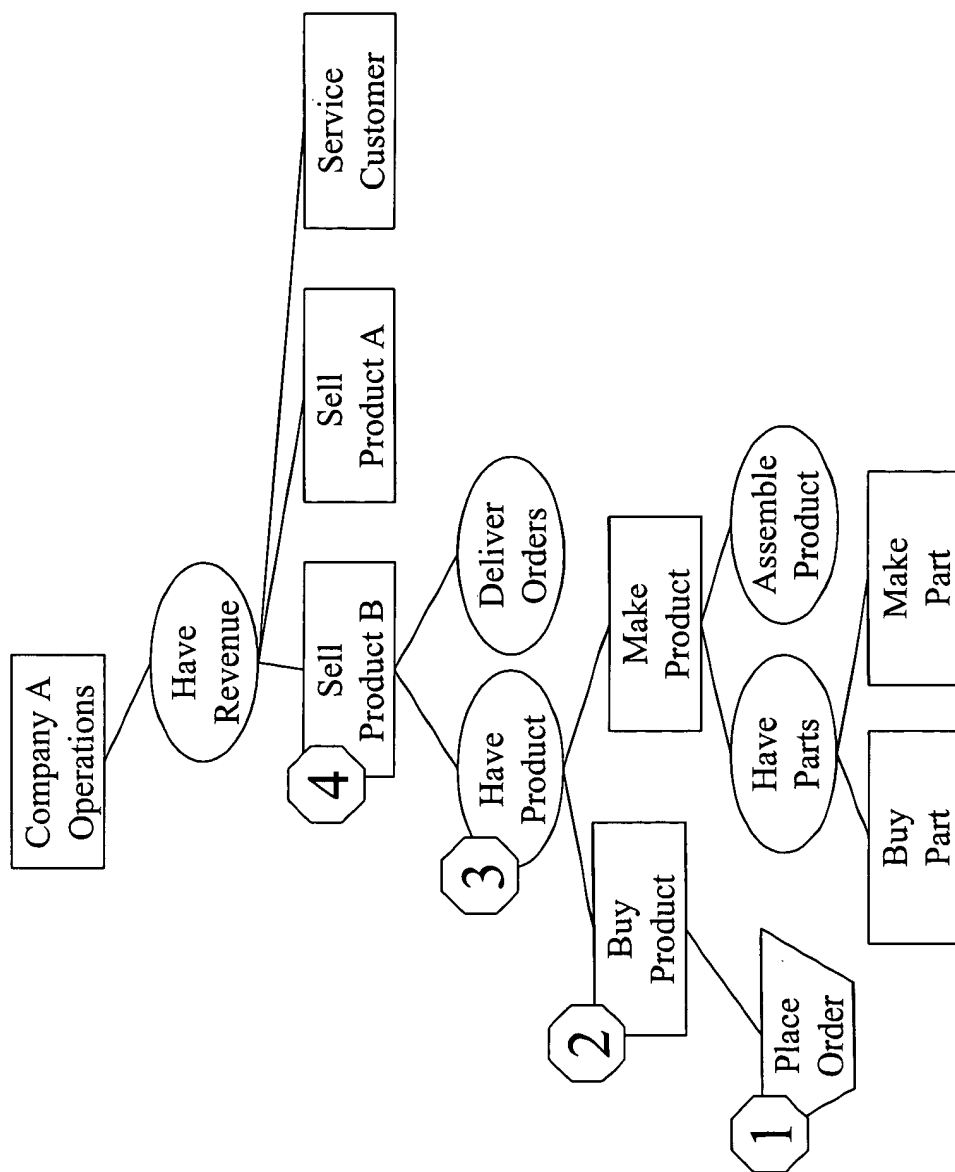 Company A
Operations
Have
Revenue
4
Sell
Product B
Sell
Product A
Service
Customer
3
Have
Product
Deliver
Orders
2
Buy
Product
Make
Product
1
Place
Order
Have
Parts
Assemble
Product
Buy
Part
Make
Part